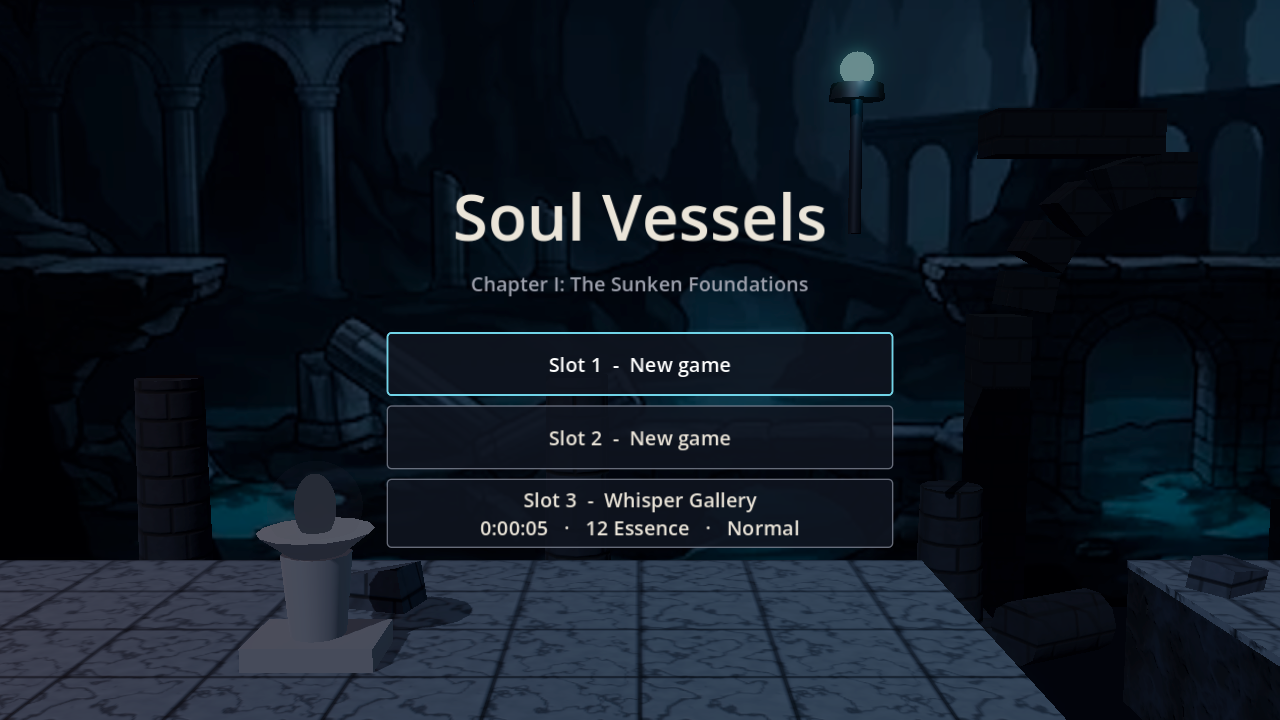 Soul Vessels
Chapter I: The Sunken Foundations
Slot 1 - New game
Slot 2 - New game
Slot 3 - Whisper Gallery
0:00:05 · 12 Essence · Normal